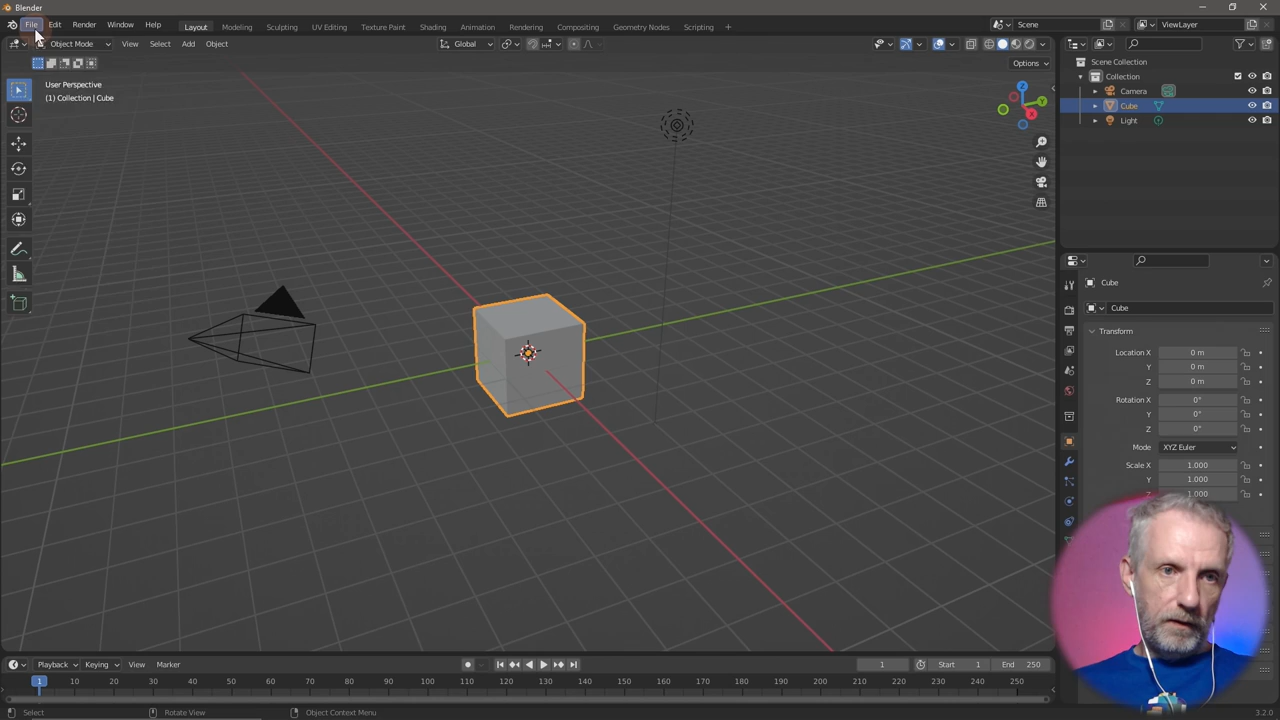 Blender
File Edit Render Window Help
Layout Modeling Sculpting UV Editing Texture Paint Shading Animation Rendering Compositing Geometry Nodes Scripting +
Scene
ViewLayer
Object Mode View Select Add Object
Global
Options
User Perspective
(1) Collection | Cube
Z
Y
X
Scene Collection
Collection
Camera
Cube
Light
Cube
Cube
Transform
Location X 0 m
Y 0 m
Z 0 m
Rotation X 0°
Y 0°
Z 0°
Mode XYZ Euler
Scale X 1.000
Y 1.000
Z 1.000
Playback Keying View Marker
1
Start 1
End 250
1 10 20 30 40 50 60 70 80 90 100 110 120 130 140 150 160 170 180 190 200 210 220 230 240 250
Select
Rotate View
Object Context Menu
3.2.0